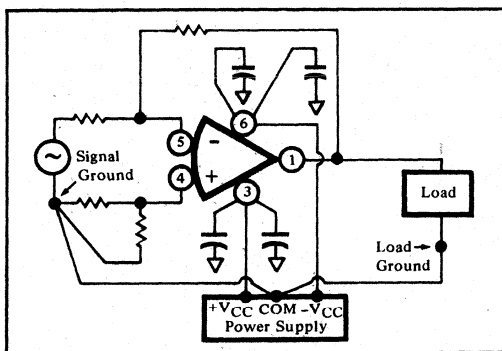 6
5
-
1
Signal
Ground
4
+
3
Load
Load
Ground
+VCC COM -VCC
Power Supply